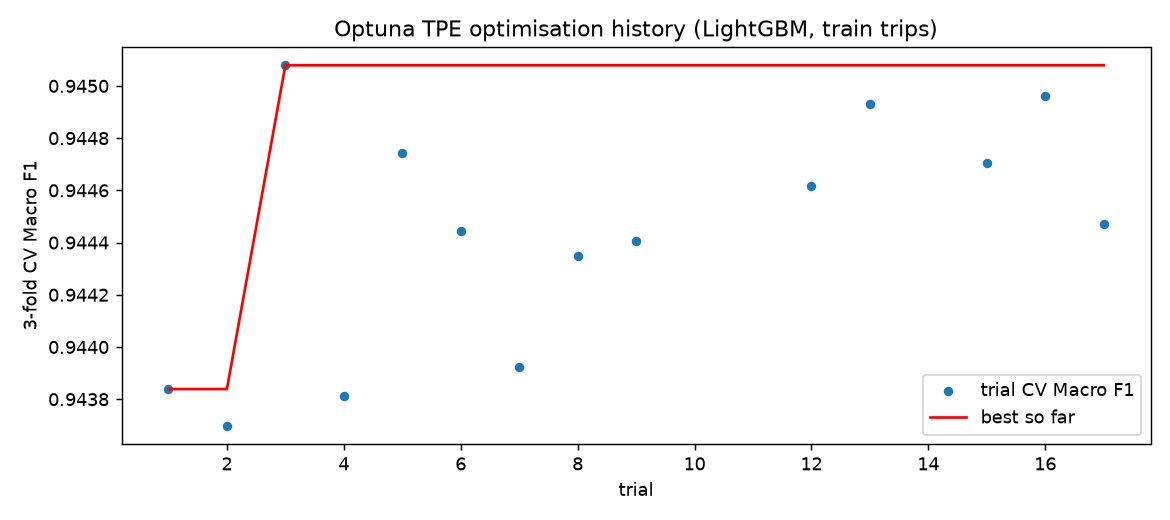 Optuna TPE optimisation history (LightGBM, train trips)
3-fold CV Macro F1
0.9450
0.9448
0.9446
0.9444
0.9442
0.9440
0.9438
trial CV Macro F1
best so far
2 4 6 8 10 12 14 16
trial